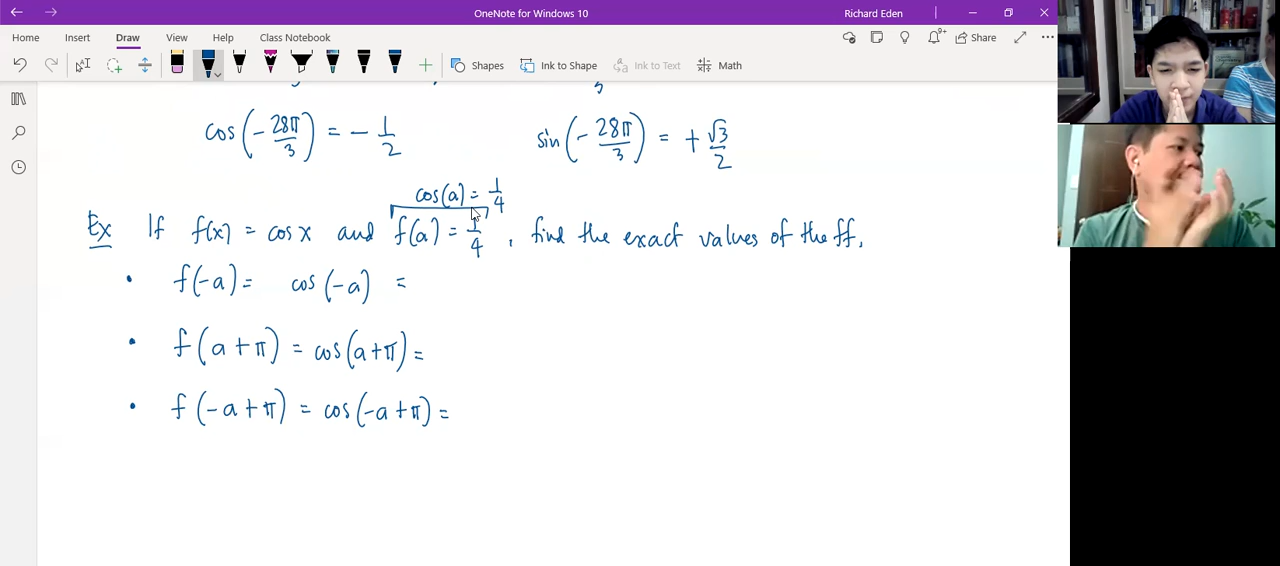 OneNote for Windows 10
Richard Eden
Home Insert Draw View Help Class Notebook
Share
Shapes Ink to Shape Ink to Text Math
cos(-28π/3) = -1/2 sin(-28π/3) = +√3/2
cos(a) = 1/4
Ex If f(x) = cos x and f(a) = 1/4, find the exact values of the ff.
• f(-a) = cos(-a) =
• f(a+π) = cos(a+π) =
• f(-a+π) = cos(-a+π) =